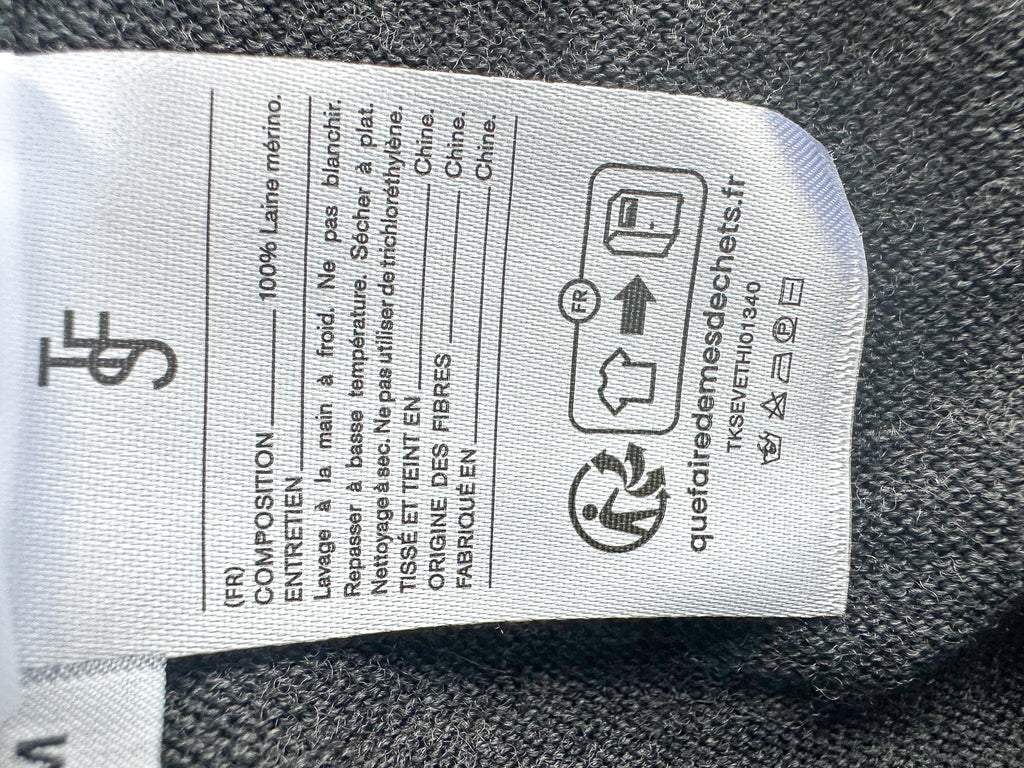 TJF
(FR)
COMPOSITION 100% Laine mérino.
ENTRETIEN
Lavage à la main à froid. Ne pas blanchir.
Repasser à basse température. Sécher à plat.
Nettoyage à sec. Ne pas utiliser de trichloréthylène.
TISSÉ ET TEINT EN Chine.
ORIGINE DES FIBRES Chine.
FABRIQUÉ EN Chine.
FR
quefairedemesdechets.fr
TKSEVETHI01340
P